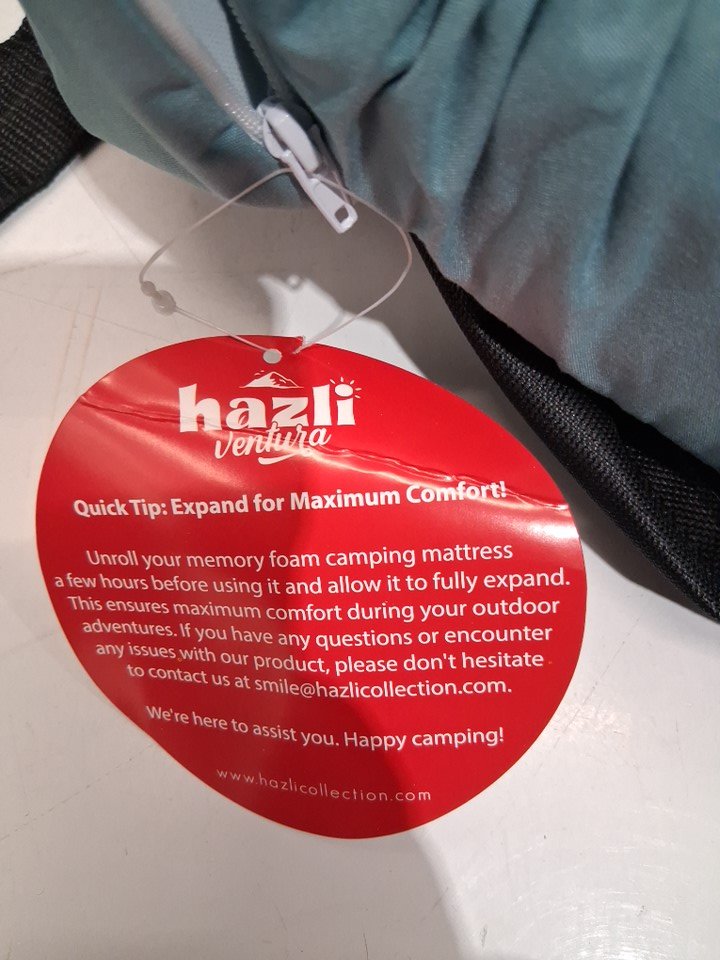 hazli
ventura
Quick Tip: Expand for Maximum Comfort!
Unroll your memory foam camping mattress
a few hours before using it and allow it to fully expand.
This ensures maximum comfort during your outdoor
adventures. If you have any questions or encounter
any issues with our product, please don't hesitate
to contact us at smile@hazlicollection.com.
We're here to assist you. Happy camping!
www.hazlicollection.com